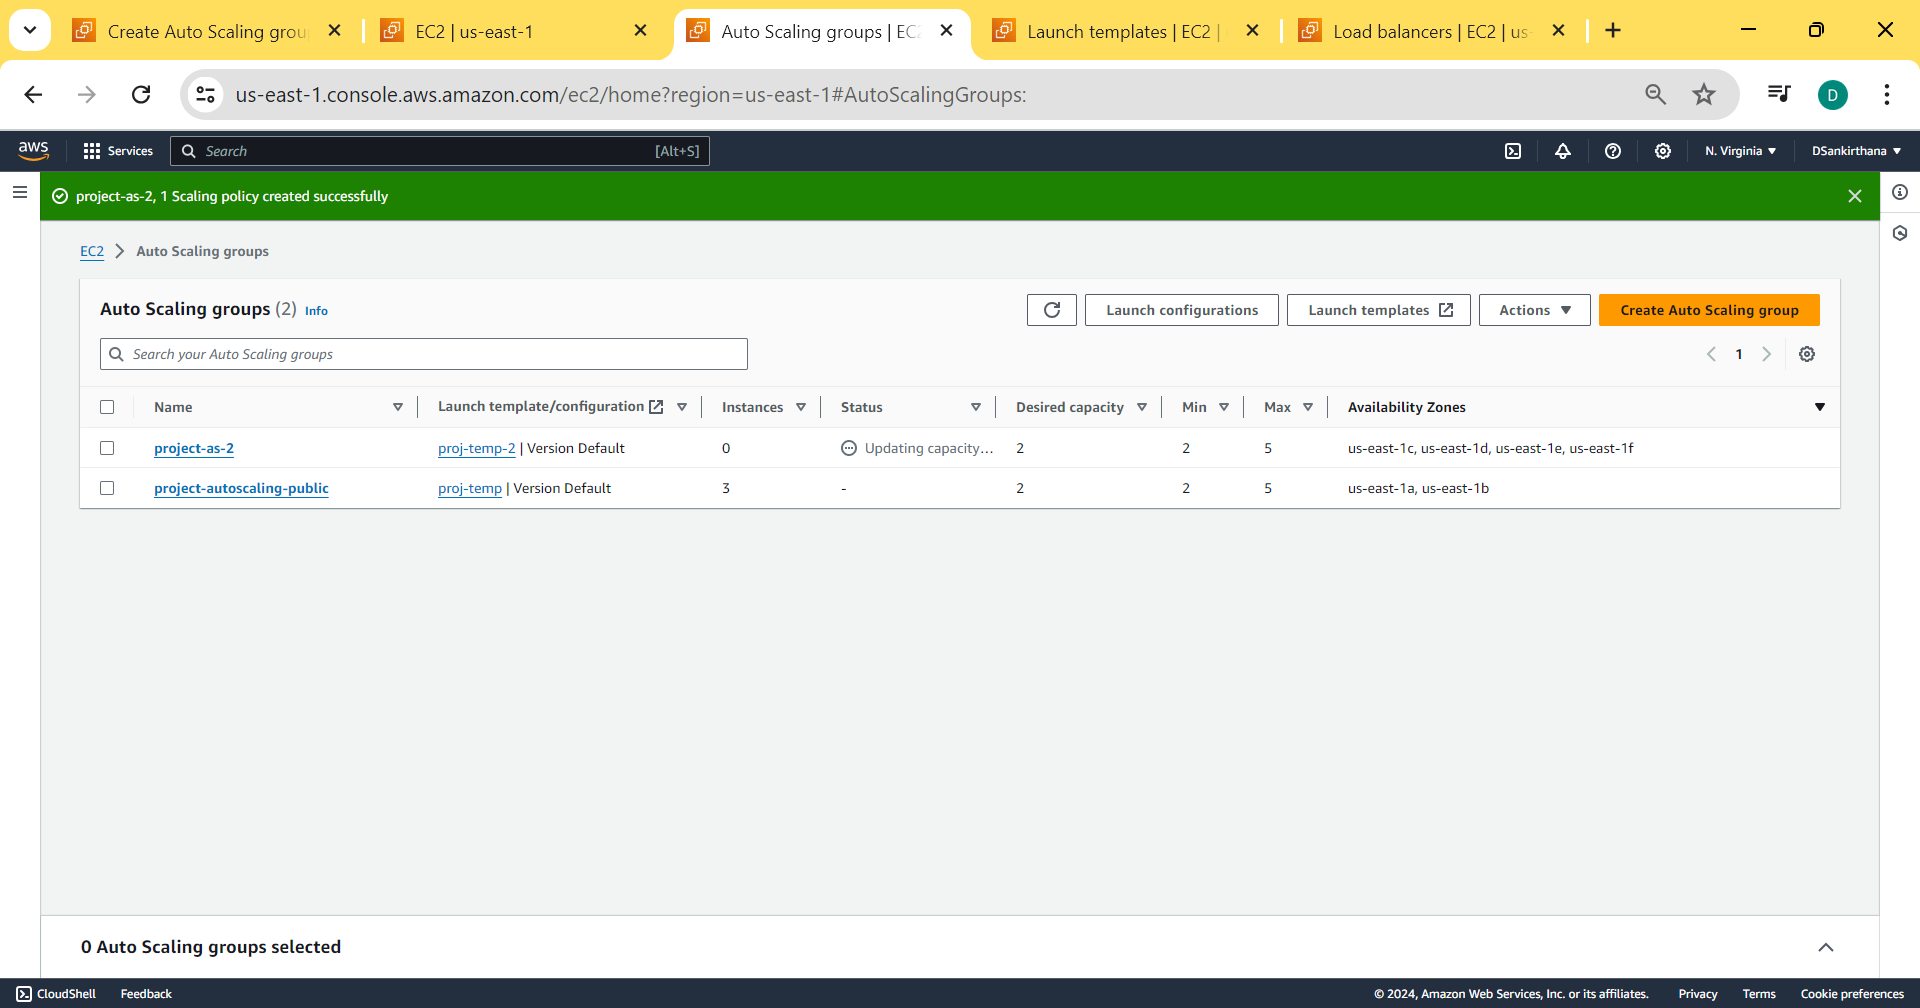 Create Auto Scaling grou
EC2 | us-east-1
Auto Scaling groups | EC2
Launch templates | EC2 |
Load balancers | EC2 | us-
us-east-1.console.aws.amazon.com/ec2/home?region=us-east-1#AutoScalingGroups:
D
aws
Services
Search
[Alt+S]
N. Virginia
DSankirthana
project-as-2, 1 Scaling policy created successfully
EC2
Auto Scaling groups
Auto Scaling groups (2) Info
Launch configurations
Launch templates
Actions
Create Auto Scaling group
Search your Auto Scaling groups
1
Name Launch template/configuration Instances Status Desired capacity Min Max Availability Zones
project-as-2 proj-temp-2 | Version Default 0 Updating capacity... 2 2 5 us-east-1c, us-east-1d, us-east-1e, us-east-1f
project-autoscaling-public proj-temp | Version Default 3 - 2 2 5 us-east-1a, us-east-1b
0 Auto Scaling groups selected
CloudShell Feedback © 2024, Amazon Web Services, Inc. or its affiliates. Privacy Terms Cookie preferences